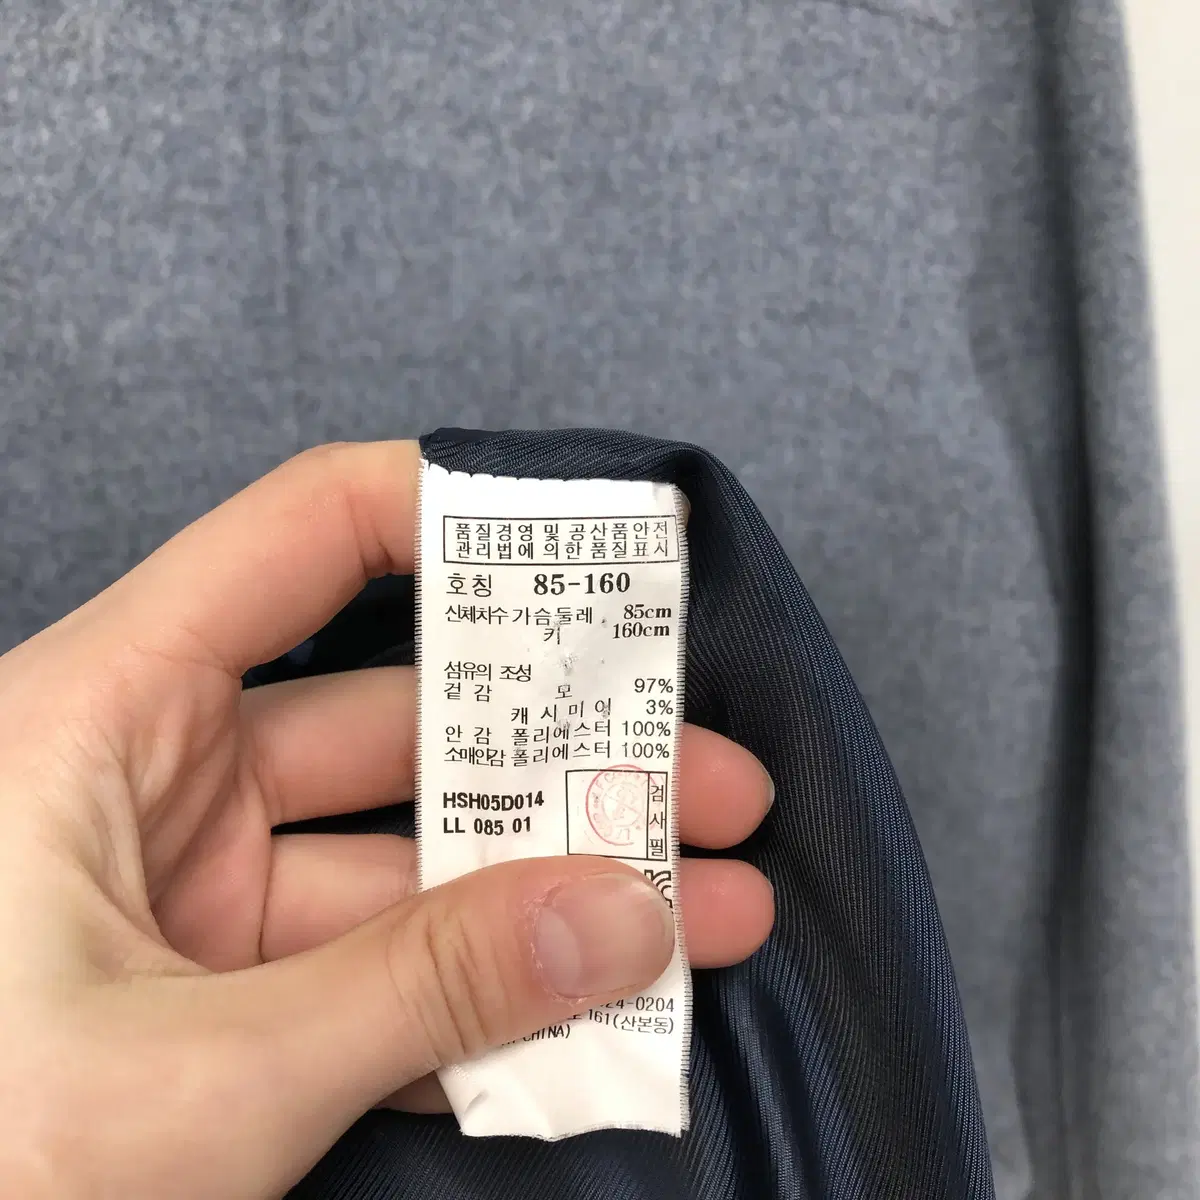 품질경영 및 공산품안전
관리법에 의한 품질표시
호칭 85-160
신체치수 가슴둘레 85cm
키 160cm
섬유의 조성
겉감 모 97%
캐시미어 3%
안감 폴리에스터 100%
소매안감 폴리에스터 100%
HSH05D014
LL 085 01
검사필
24-0204
161(산본동)
CHINA)